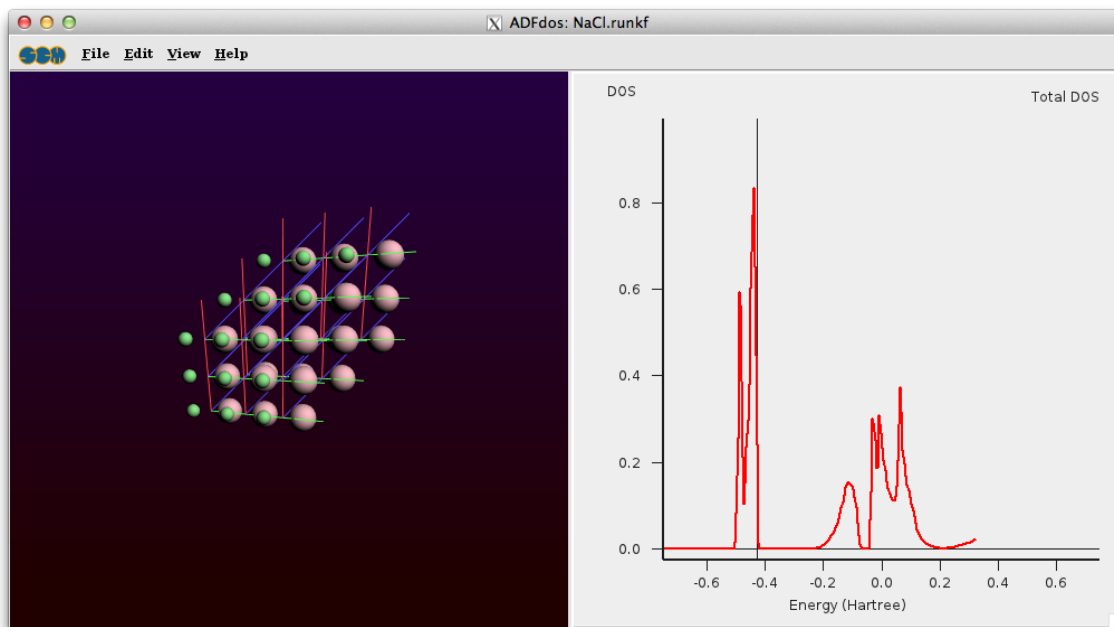 ADFdos: NaCl.runkf
SCM File Edit View Help
DOS
Total DOS
0.8
0.6
0.4
0.2
0.0
-0.6 -0.4 -0.2 0.0 0.2 0.4 0.6
Energy (Hartree)